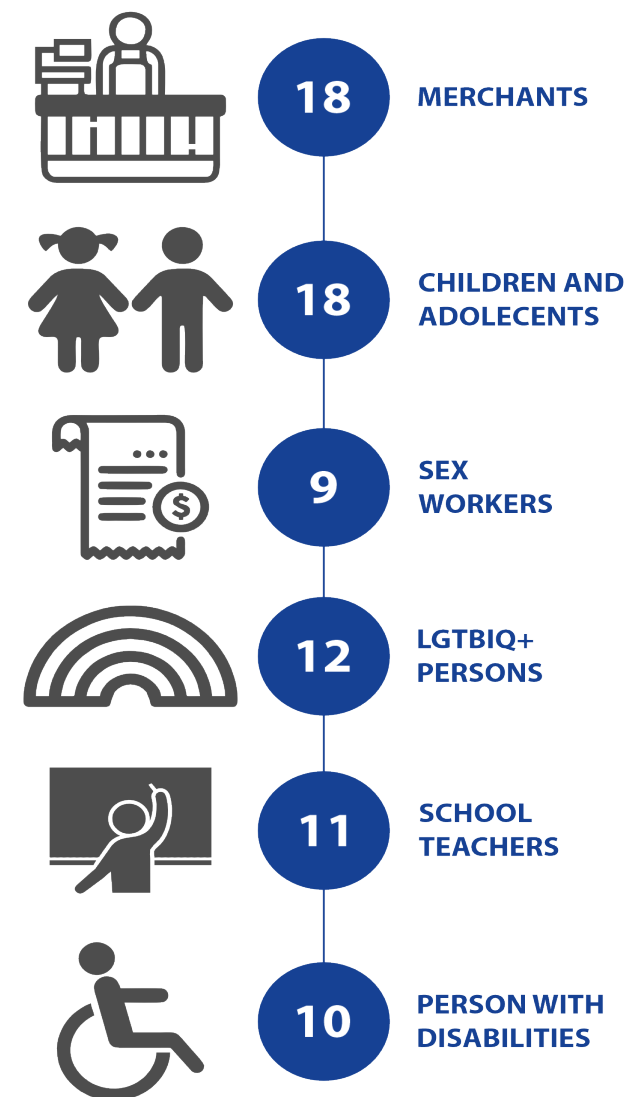 18
MERCHANTS
18
CHILDREN AND
ADOLECENTS
9
SEX
WORKERS
$
12
LGTBIQ+
PERSONS
11
SCHOOL
TEACHERS
10
PERSON WITH
DISABILITIES